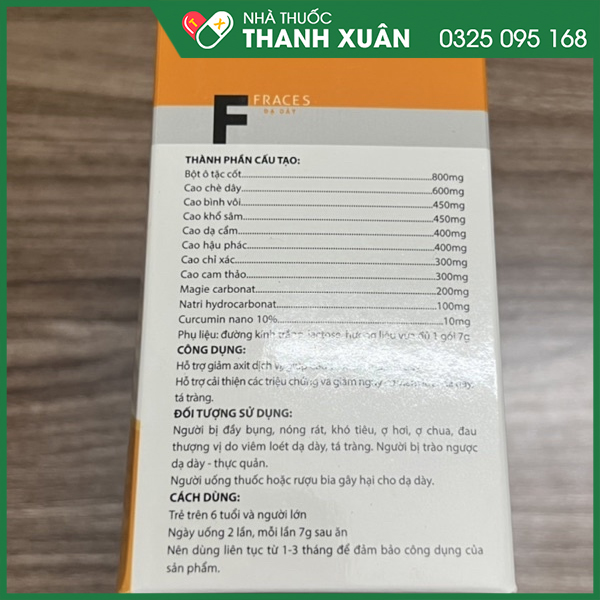 NHÀ THUỐC
THANH XUÂN
0325 095 168
T X
F FRACES
DẠ DÀY
THÀNH PHẦN CẤU TẠO:
Bột ô tặc cốt........800mg
Cao chè dây........600mg
Cao bình vôi........450mg
Cao khổ sâm........450mg
Cao dạ cẩm........400mg
Cao hậu phác........400mg
Cao chỉ xác........300mg
Cao cam thảo........300mg
Magie carbonat........200mg
Natri hydrocarbonat........100mg
Curcumin nano 10%........10mg
Phụ liệu: đường kính trắng, lactose, hương liệu vừa đủ 1 gói 7g
CÔNG DỤNG:
Hỗ trợ giảm axit dịch vị, giúp
Hỗ trợ cải thiện các triệu chứng và giảm nguy
tá tràng.
ĐỐI TƯỢNG SỬ DỤNG:
Người bị đầy bụng, nóng rát, khó tiêu, ợ hơi, ợ chua, đau
thượng vị do viêm loét dạ dày, tá tràng. Người bị trào ngược
dạ dày - thực quản.
Người uống thuốc hoặc rượu bia gây hại cho dạ dày.
CÁCH DÙNG:
Trẻ trên 6 tuổi và người lớn
Ngày uống 2 lần, mỗi lần 7g sau ăn
Nên dùng liên tục từ 1-3 tháng để đảm bảo công dụng của
sản phẩm.